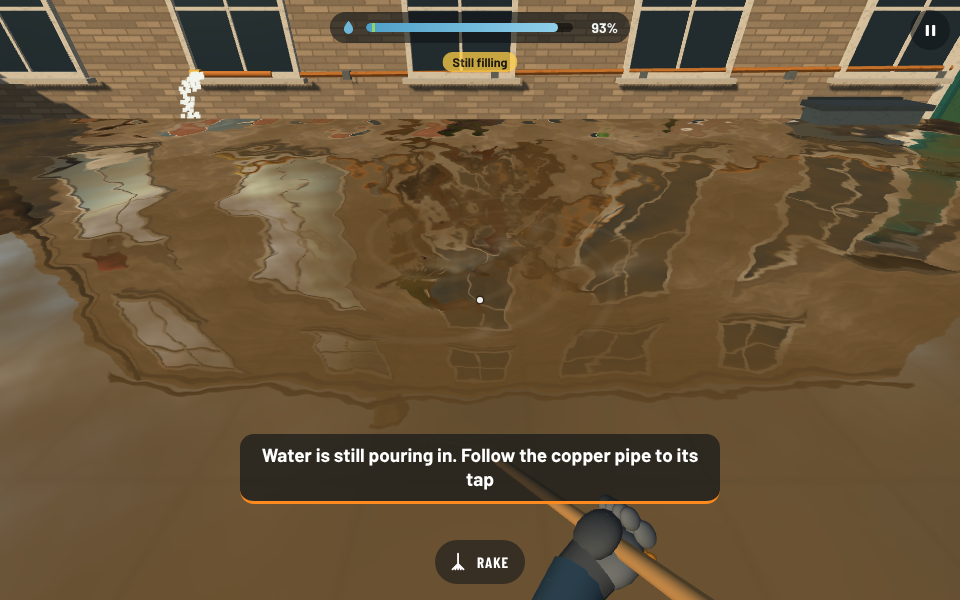 93%
Still filling
Water is still pouring in. Follow the copper pipe to its
tap
RAKE